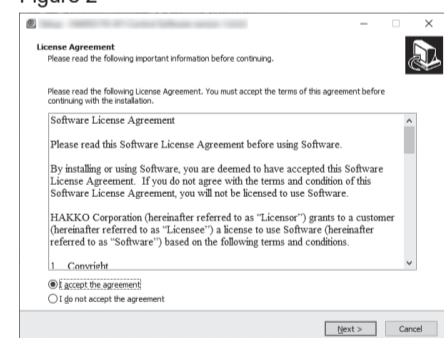 Figure 2
License Agreement
Please read the following important information before continuing.
Please read the following License Agreement. You must accept the terms of this agreement before
continuing with the installation.
Software License Agreement
Please read this Software License Agreement before using Software.
By installing or using Software, you are deemed to have accepted this Software
License Agreement.  If you do not agree with the terms and condition of this
Software License Agreement, you will not be licensed to use Software.
HAKKO Corporation (hereinafter referred to as "Licensor") grants to a customer
(hereinafter referred to as "Licensee") a license to use Software (hereinafter
referred to as "Software") based on the following terms and conditions.
1  Copyright
I accept the agreement
I do not accept the agreement
Next >
Cancel